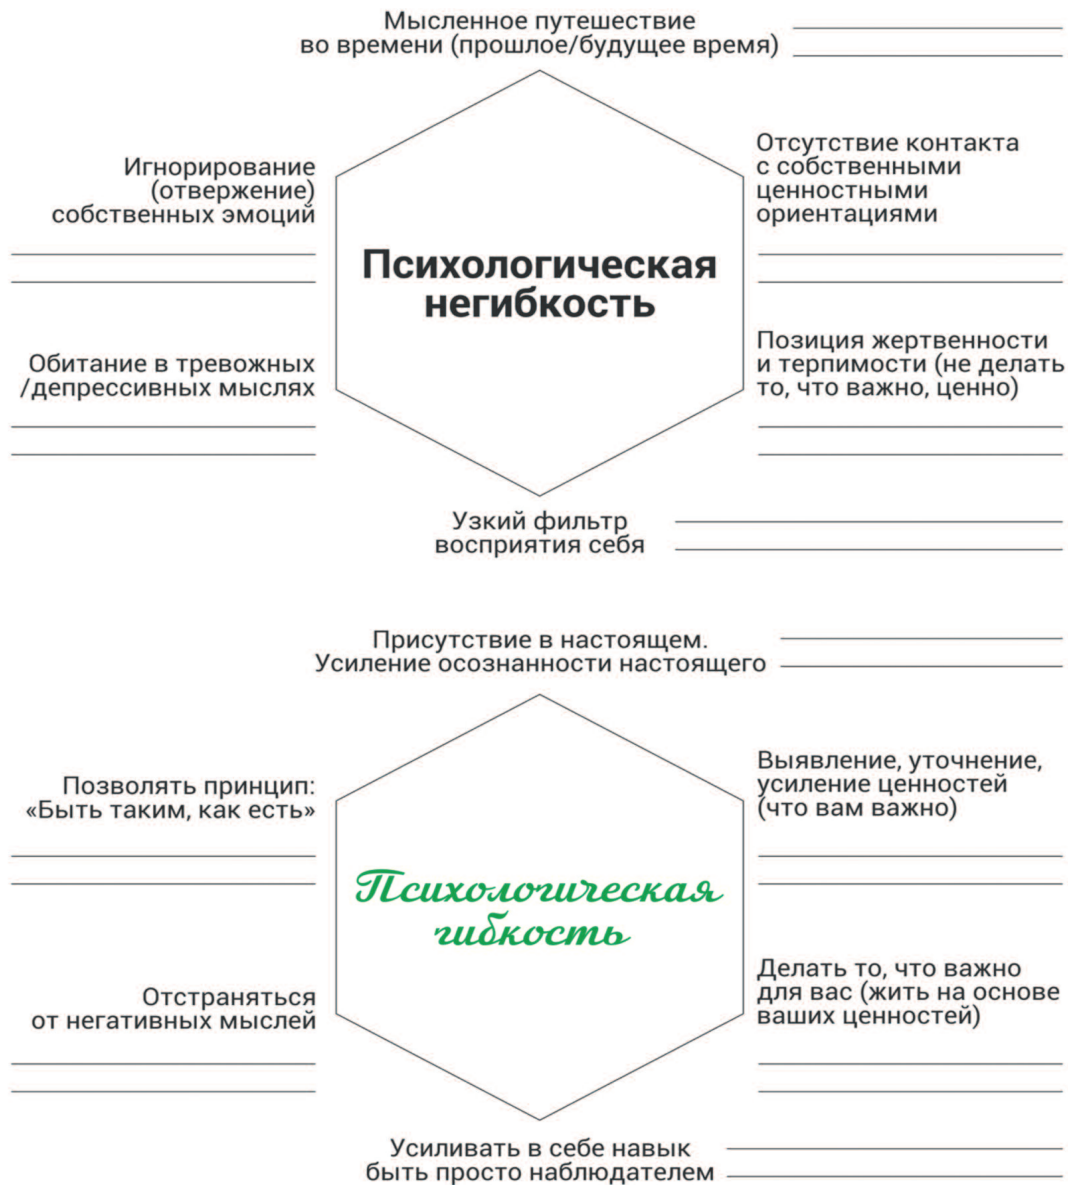 Мысленное путешествие
во времени (прошлое/будущее время)
Игнорирование
(отвержение)
собственных эмоций
Отсутствие контакта
с собственными
ценностными
ориентациями
Психологическая
негибкость
Обитание в тревожных
/депрессивных мыслях
Позиция жертвенности
и терпимости (не делать
то, что важно, ценно)
Узкий фильтр
восприятия себя
Присутствие в настоящем.
Усиление осознанности настоящего
Позволять принцип:
«Быть таким, как есть»
Выявление, уточнение,
усиление ценностей
(что вам важно)
Психологическая
гибкость
Отстраняться
от негативных мыслей
Делать то, что важно
для вас (жить на основе
ваших ценностей)
Усиливать в себе навык
быть просто наблюдателем